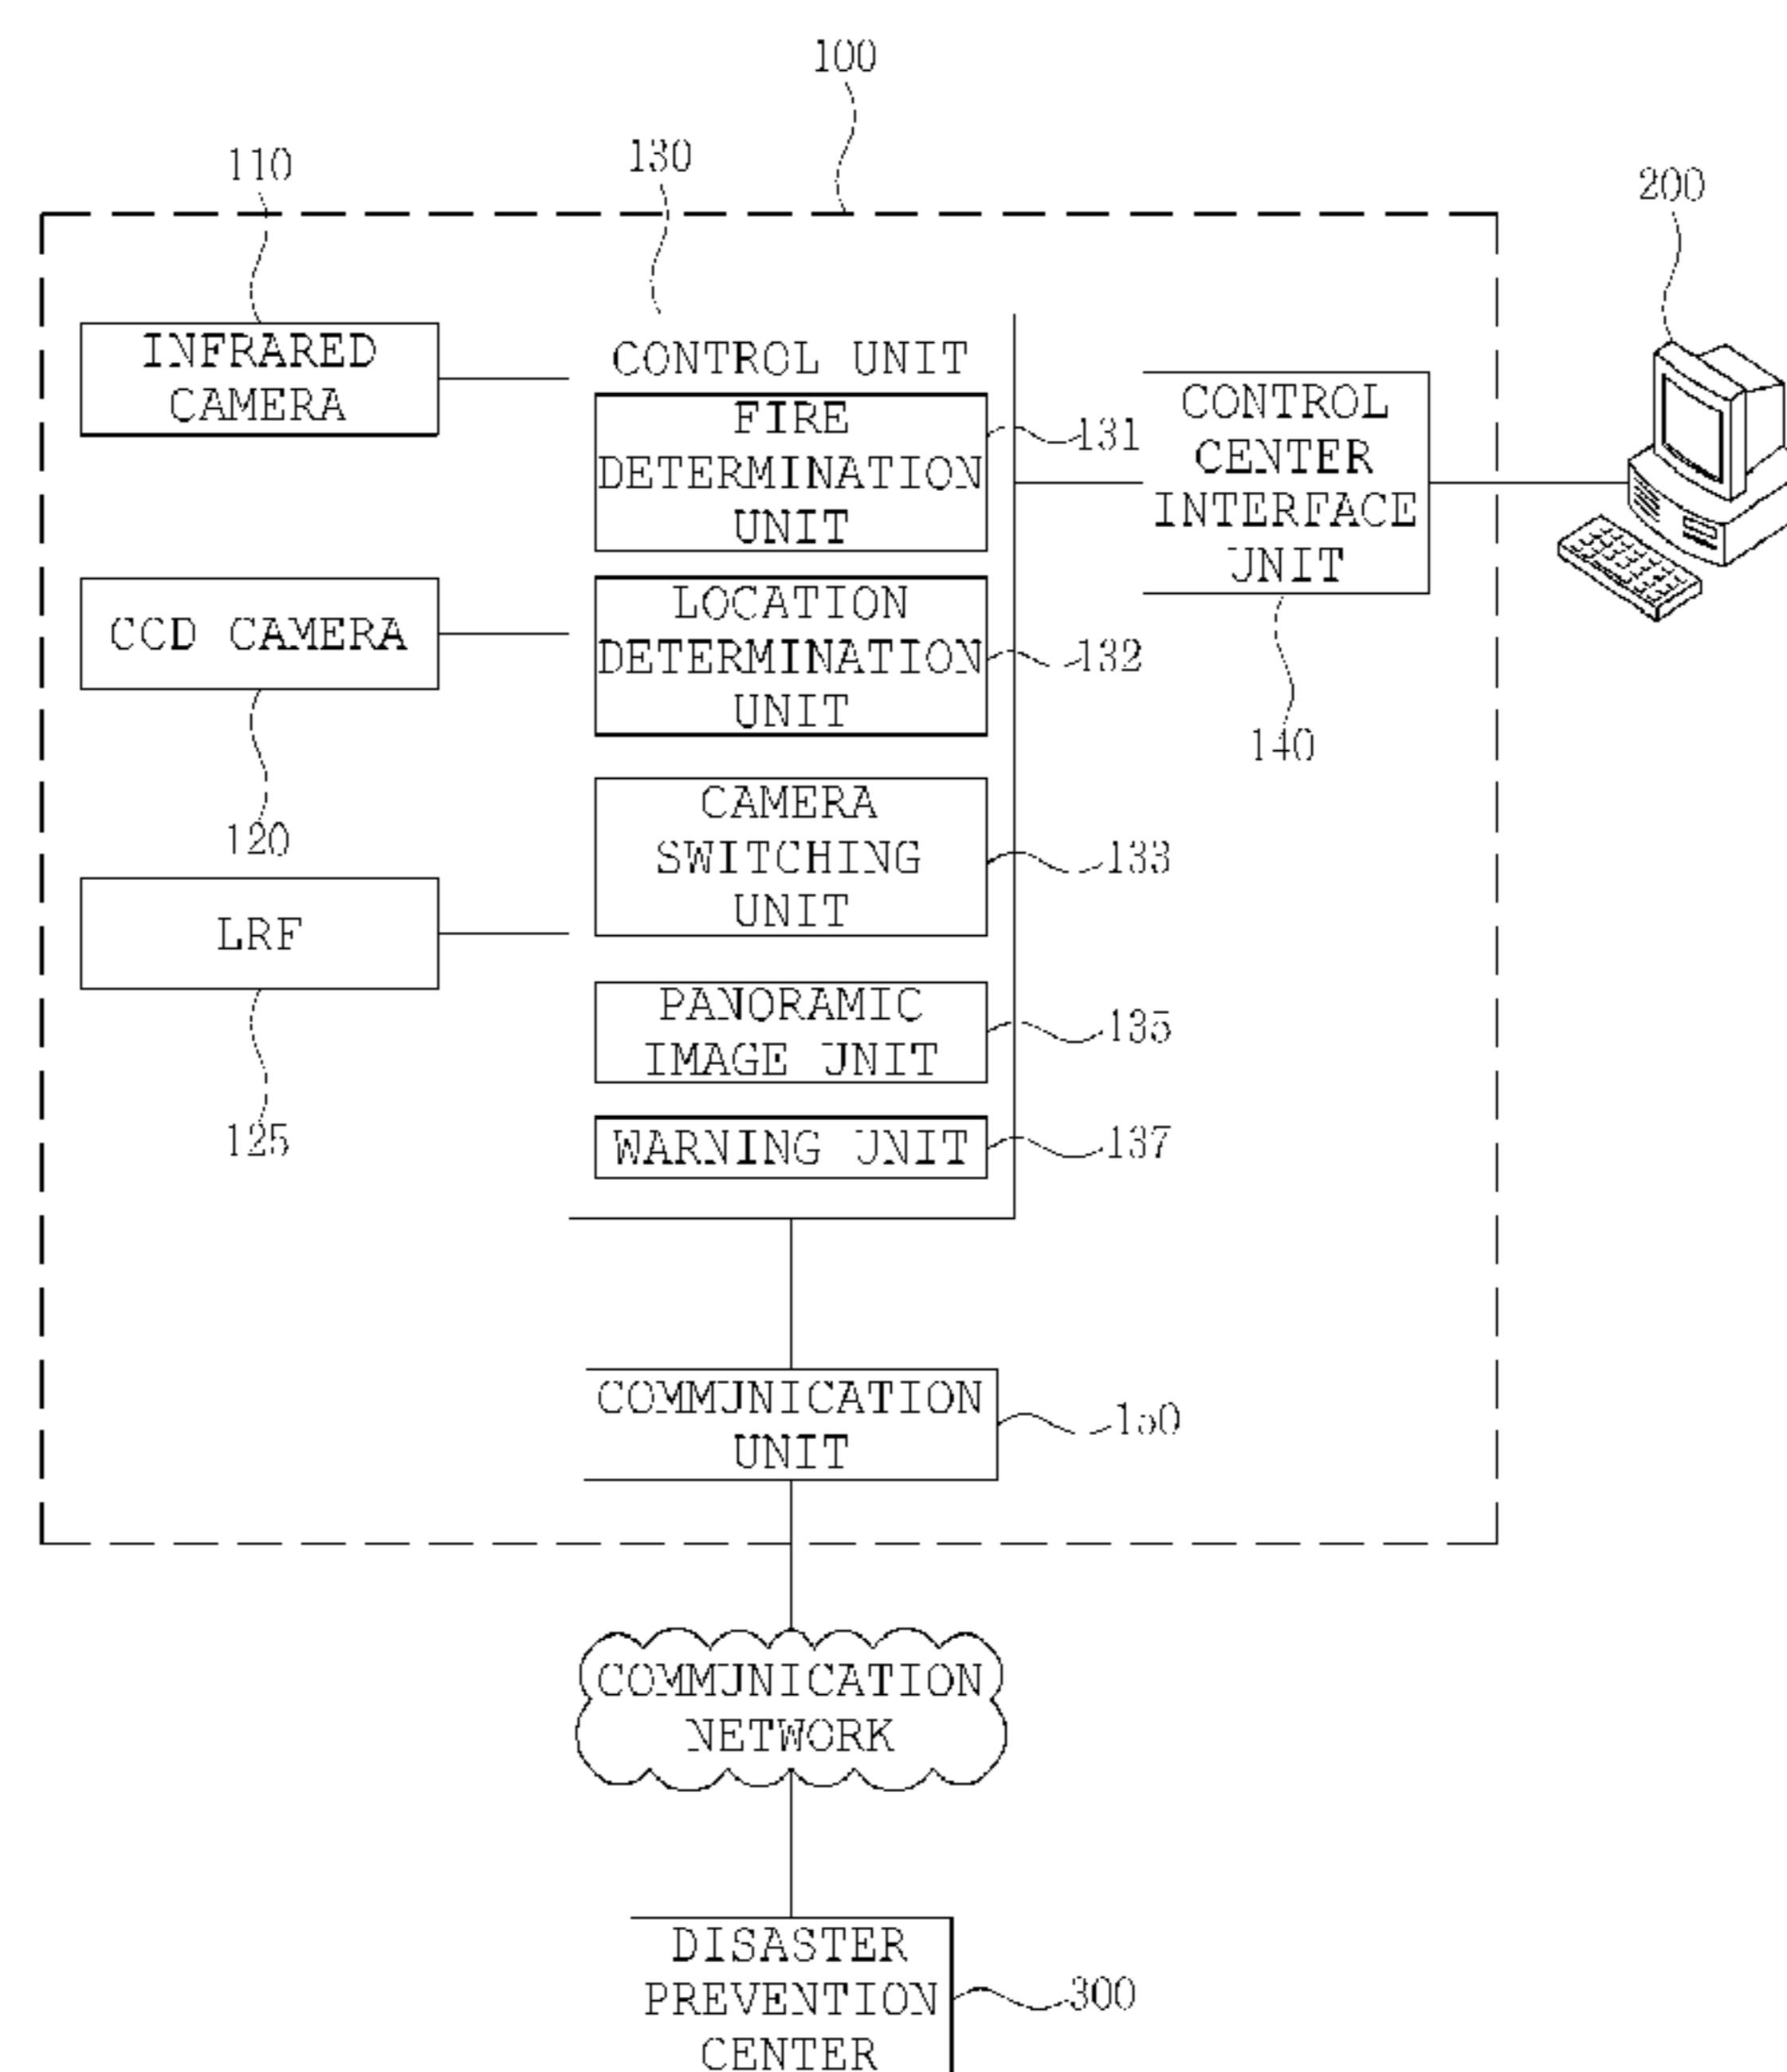 100
110
130
200
INFRARED
CAMERA
CONTROL UNIT
FIRE
DETERMINATION
UNIT
131
CONTROL
CENTER
INTERFACE
UNIT
140
CCD CAMERA
120
LOCATION
DETERMINATION
UNIT
132
CAMERA
SWITCHING
UNIT
133
LRF
125
PANORAMIC
IMAGE UNIT
135
WARNING UNIT
137
COMMUNICATION
UNIT
150
COMMUNICATION
NETWORK
DISASTER
PREVENTION
CENTER
300